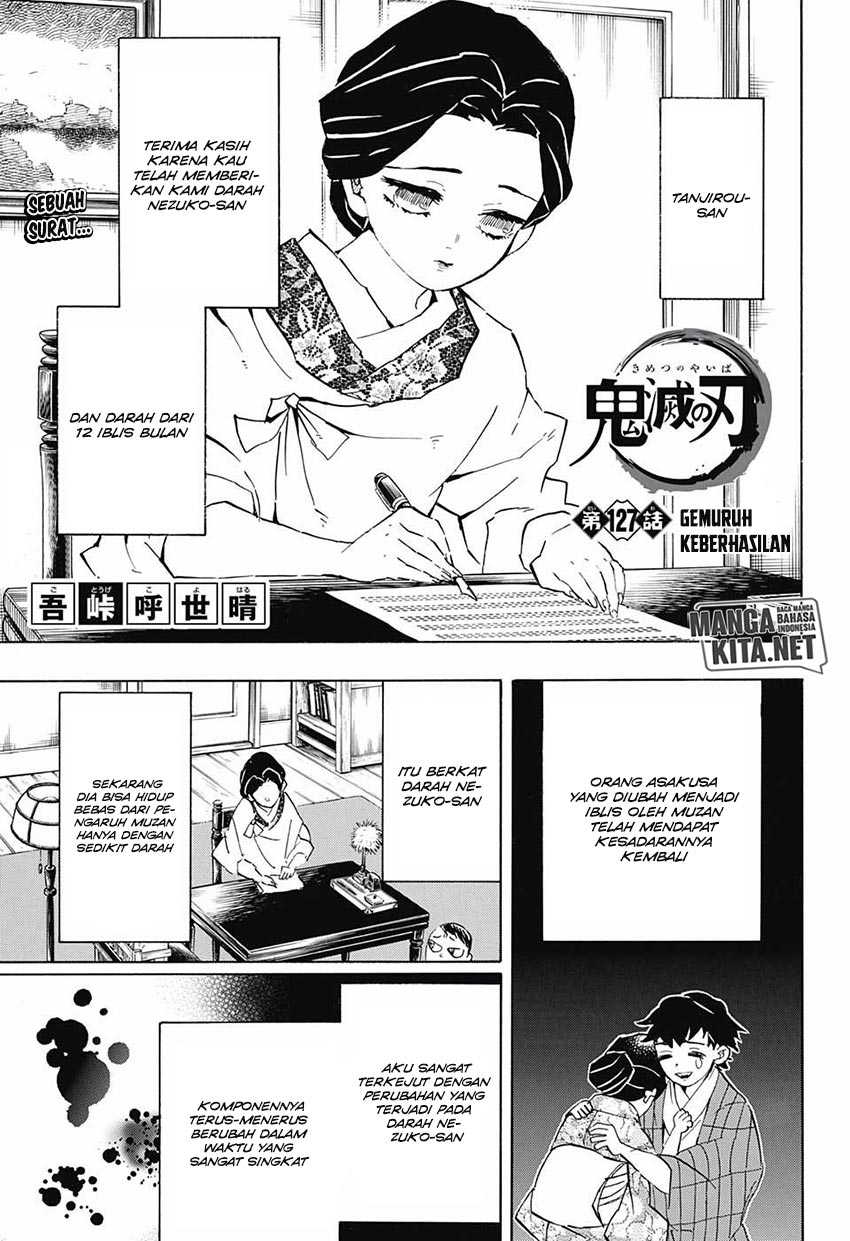 TANJIROU-
SAN
TERIMA KASIH
KARENA KAU
TELAH MEMBERI-
KAN KAMI DARAH
NEZUKO-SAN
SEBUAH
SURAT...
DAN DARAH DARI
12 IBLIS BULAN
きめつのやいば
鬼滅の刃
第127話
GEMURUH
KEBERHASILAN
ご とうげ こ よ はる
吾峠呼世晴
MANGA
KITA.NET
BACA MANGA
BAHASA
INDONESIA
ORANG ASAKUSA
YANG DIUBAH MENJADI
IBLIS OLEH MUZAN
TELAH MENDAPAT
KESADARANNYA
KEMBALI
ITU BERKAT
DARAH NE-
ZUKO-SAN
SEKARANG
DIA BISA HIDUP
BEBAS DARI PE-
NGARUH MUZAN
HANYA DENGAN
SEDIKIT DARAH
AKU SANGAT
TERKEJUT DENGAN
PERUBAHAN YANG
TERJADI PADA
DARAH NE-
ZUKO-SAN
KOMPONENNYA
TERUS-MENERUS
BERUBAH DALAM
WAKTU YANG
SANGAT SINGKAT